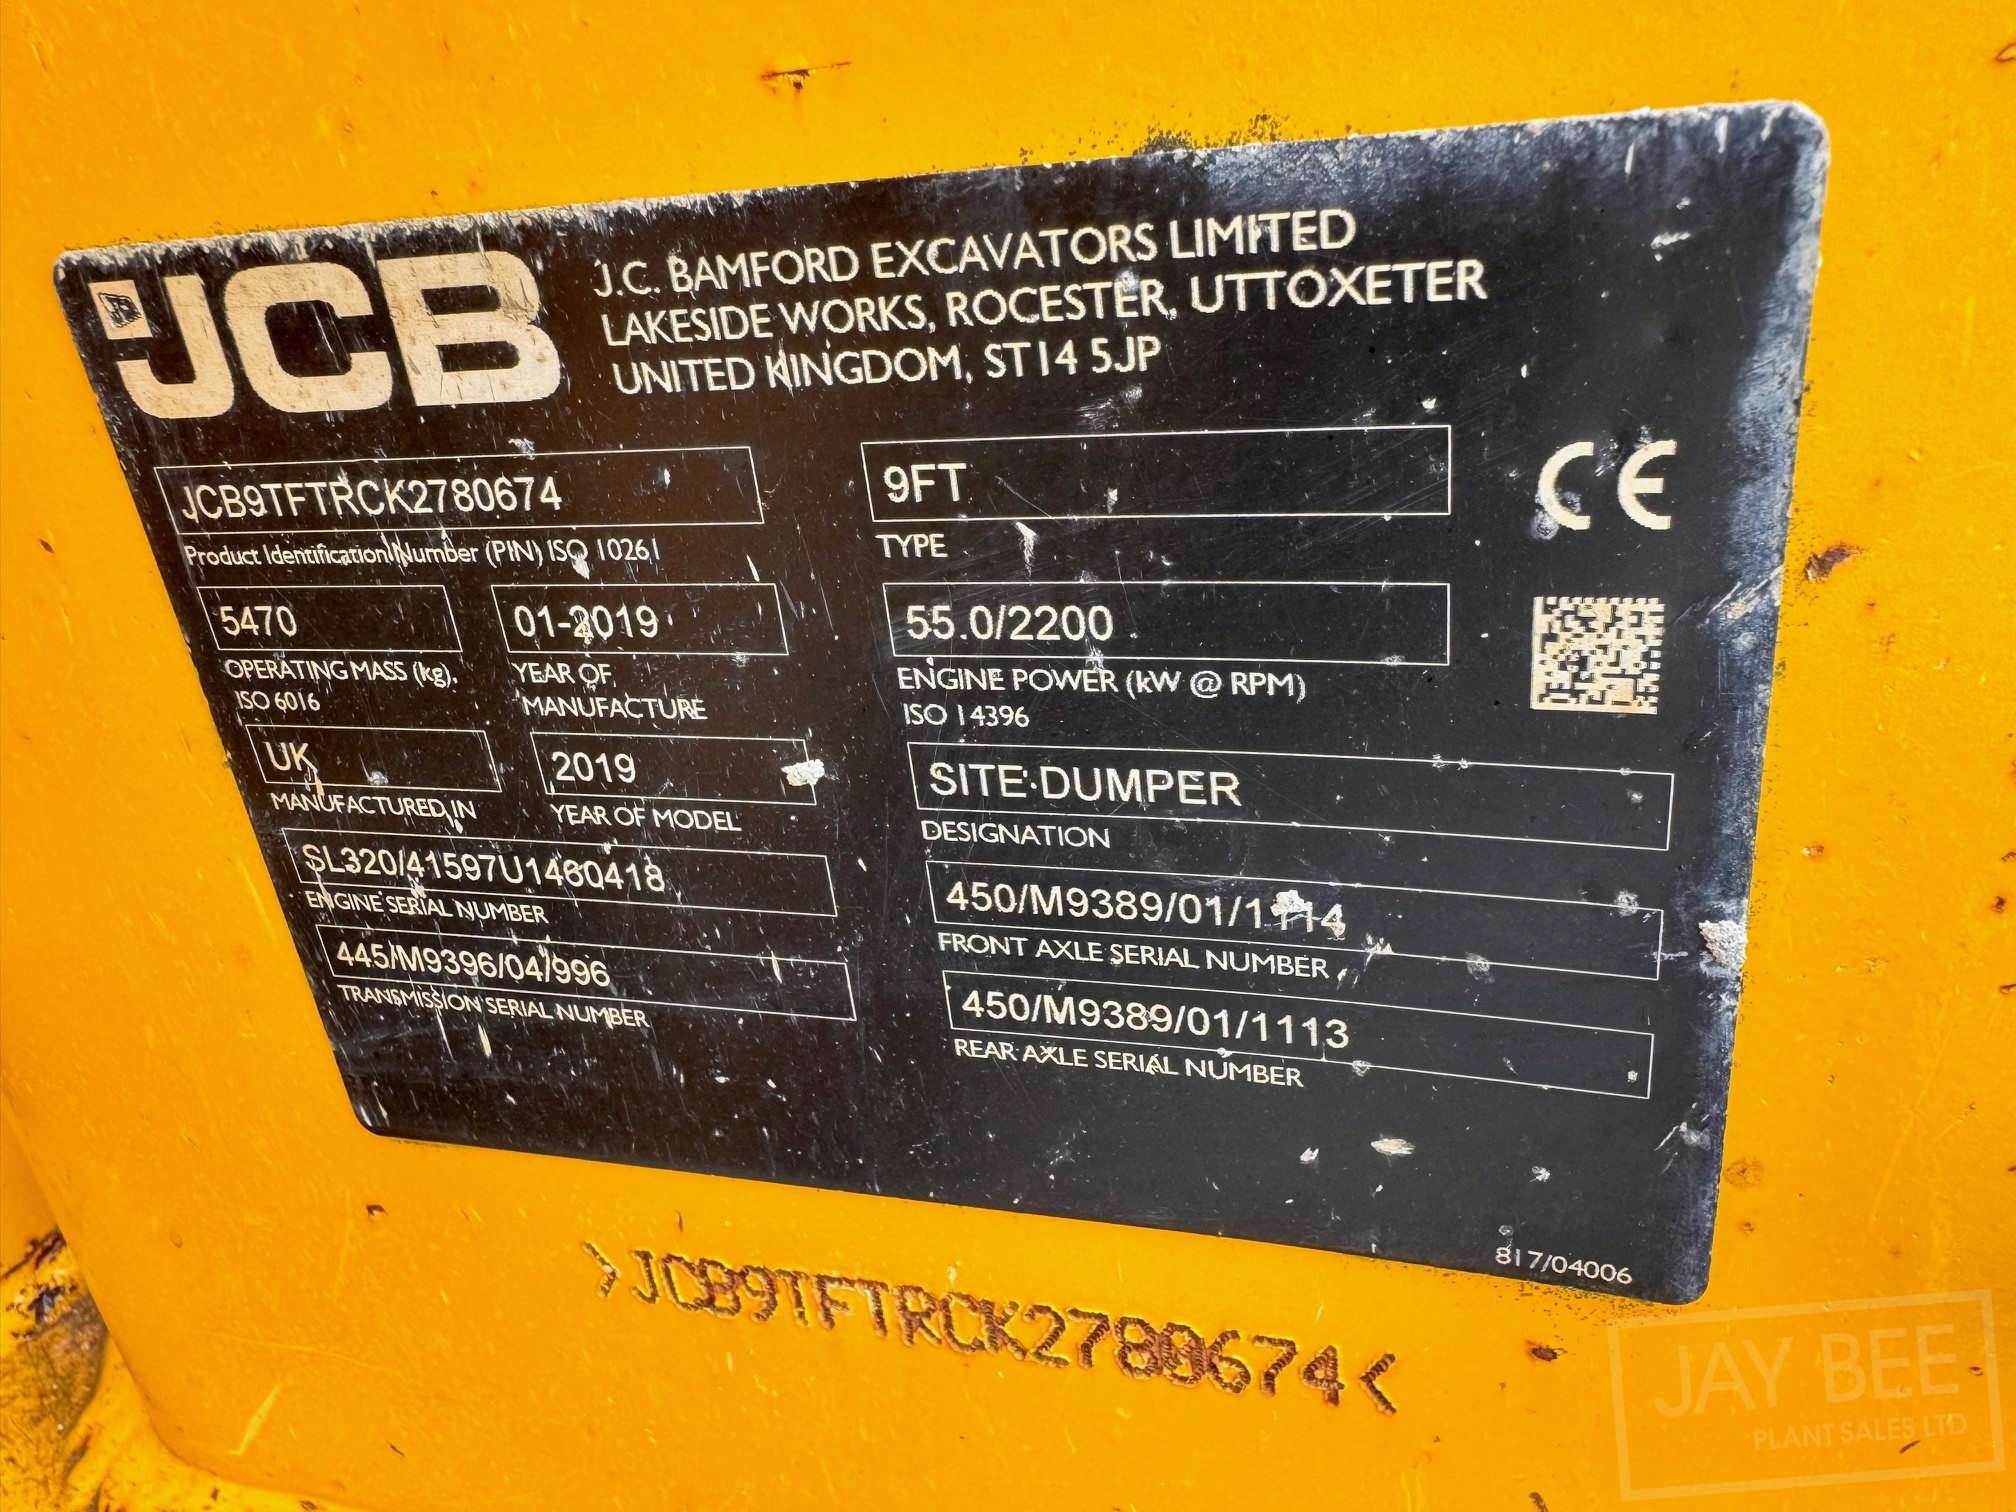 JCB
J.C. BAMFORD EXCAVATORS LIMITED
LAKESIDE WORKS, ROCESTER, UTTOXETER
UNITED KINGDOM, ST14 5JP
JCB9TFTRCK2780674
Product Identification Number (PIN) ISO 10261
9FT
TYPE
CE
5470
OPERATING MASS (kg).
ISO 6016
01-2019
YEAR OF
MANUFACTURE
55.0/2200
ENGINE POWER (kW @ RPM)
ISO 14396
UK
MANUFACTURED IN
2019
YEAR OF MODEL
SITE DUMPER
DESIGNATION
SL320/41597U1460418
ENGINE SERIAL NUMBER
450/M9389/01/1114
FRONT AXLE SERIAL NUMBER
445/M9396/04/996
TRANSMISSION SERIAL NUMBER
450/M9389/01/1113
REAR AXLE SERIAL NUMBER
817/04006
>JCB9TFTRCK2780674<
JAY BEE
PLANT SALES LTD